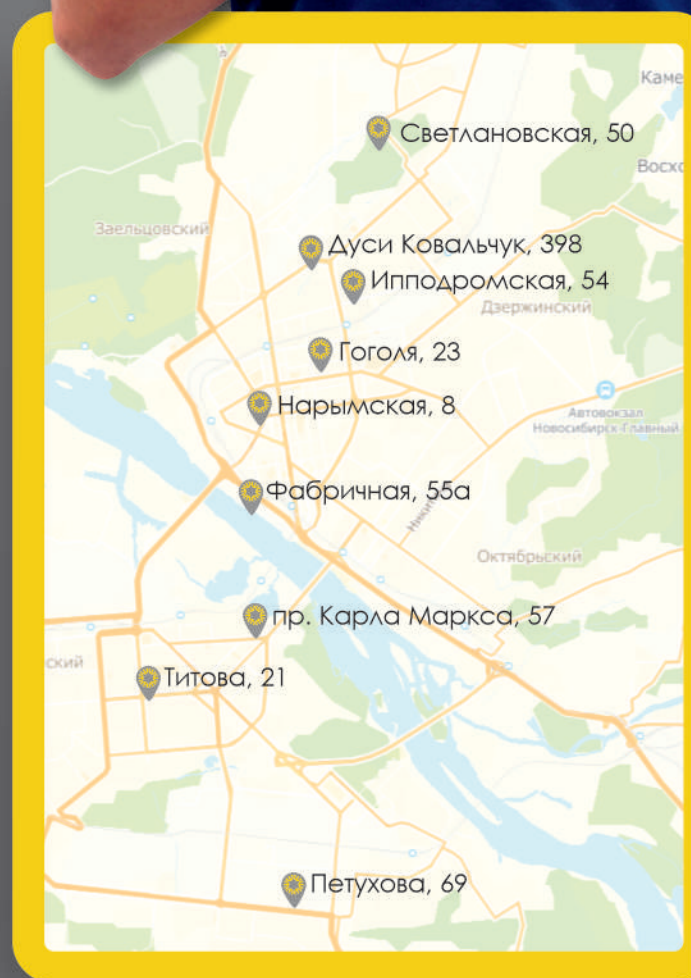 Каме
Светлановская, 50
Восхо
Заельцовский
Дуси Ковальчук, 398
Ипподромская, 54
Дзержинский
Гоголя, 23
Нарымская, 8
Автовокзал
Новосибирск-Главный
Фабричная, 55а
Никит
Октябрьский
пр. Карла Маркса, 57
ский
Титова, 21
Петухова, 69